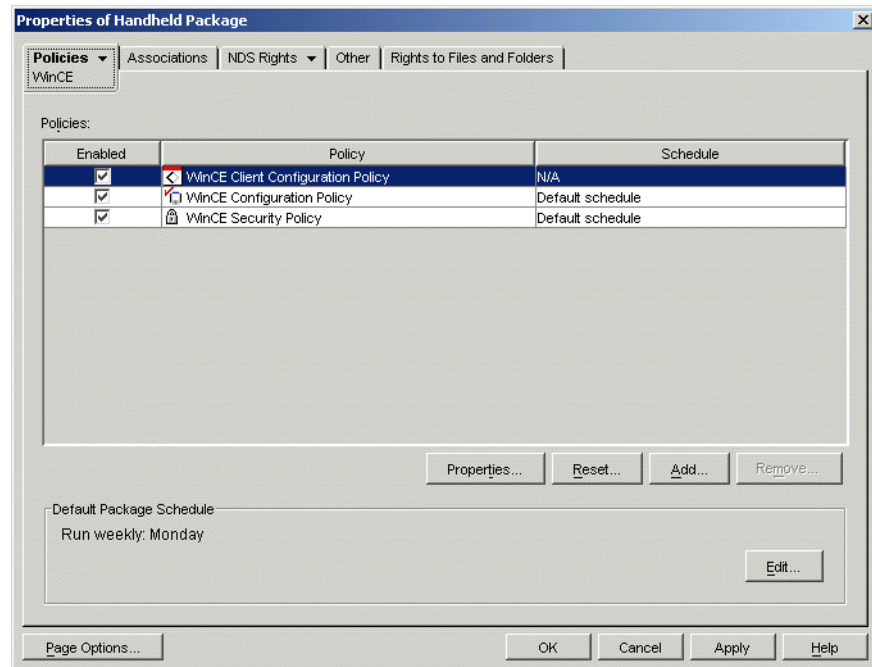 Properties of Handheld Package
Policies Associations NDS Rights Other Rights to Files and Folders
WinCE
Policies:
Enabled Policy Schedule
WinCE Client Configuration Policy N/A
WinCE Configuration Policy Default schedule
WinCE Security Policy Default schedule
Properties... Reset... Add... Remove...
Default Package Schedule
Run weekly: Monday
Edit...
Page Options... OK Cancel Apply Help